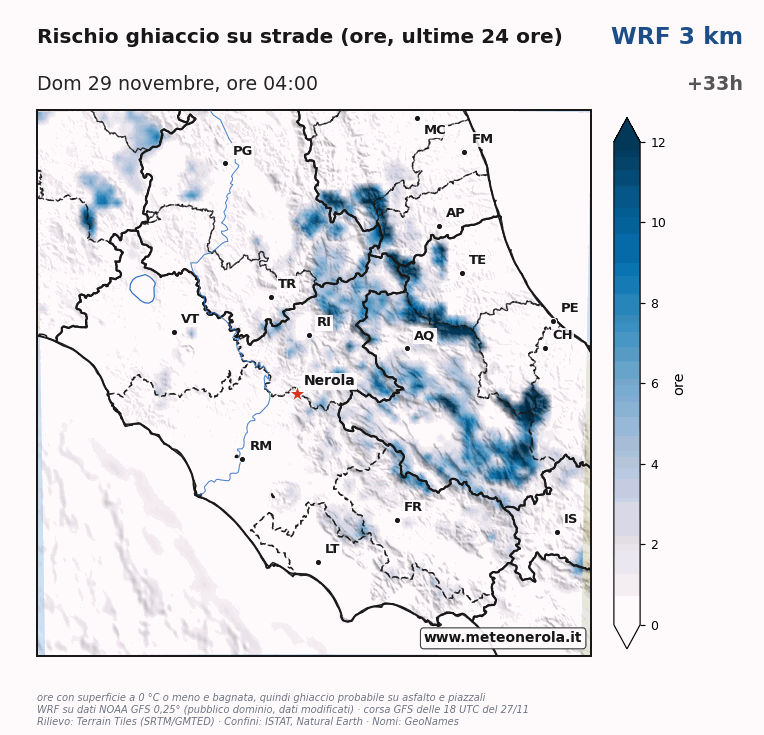 Rischio ghiaccio su strade (ore, ultime 24 ore)
WRF 3 km
Dom 29 novembre, ore 04:00
+33h
MC
FM
PG
AP
TE
TR
PE
VT
RI
AQ
CH
Nerola
RM
FR
IS
LT
www.meteonerola.it
12
10
8
6
4
2
0
ore
ore con superficie a 0 °C o meno e bagnata, quindi ghiaccio probabile su asfalto e piazzali
WRF su dati NOAA GFS 0,25° (pubblico dominio, dati modificati) · corsa GFS delle 18 UTC del 27/11
Rilievo: Terrain Tiles (SRTM/GMTED) · Confini: ISTAT, Natural Earth · Nomi: GeoNames